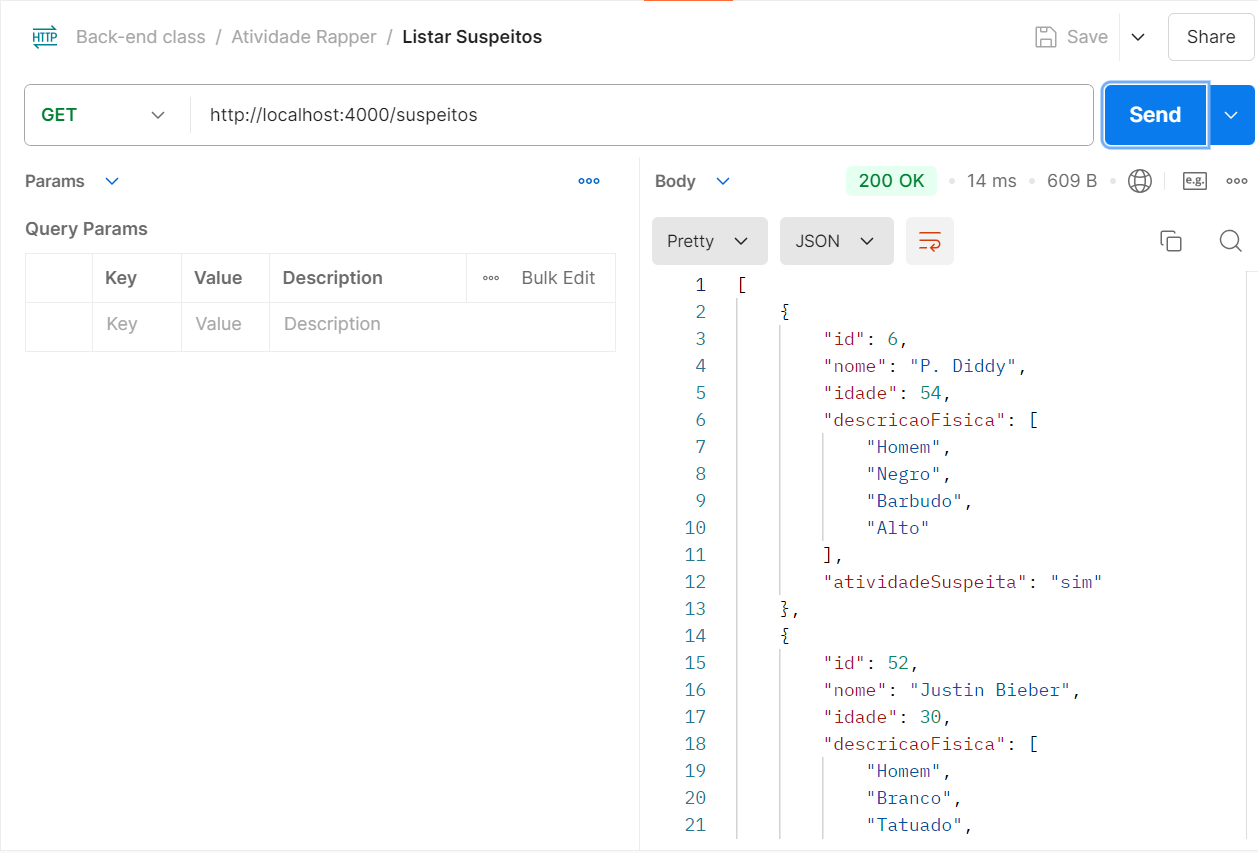 HTTP Back-end class / Atividade Rapper / Listar Suspeitos Save Share
GET http://localhost:4000/suspeitos Send
Params
Query Params
Key Value Description Bulk Edit
Key Value Description
Body 200 OK 14 ms 609 B e.g.
Pretty JSON
1 [
2 {
3 "id": 6,
4 "nome": "P. Diddy",
5 "idade": 54,
6 "descricaoFisica": [
7 "Homem",
8 "Negro",
9 "Barbudo",
10 "Alto"
11 ],
12 "atividadeSuspeita": "sim"
13 },
14 {
15 "id": 52,
16 "nome": "Justin Bieber",
17 "idade": 30,
18 "descricaoFisica": [
19 "Homem",
20 "Branco",
21 "Tatuado",